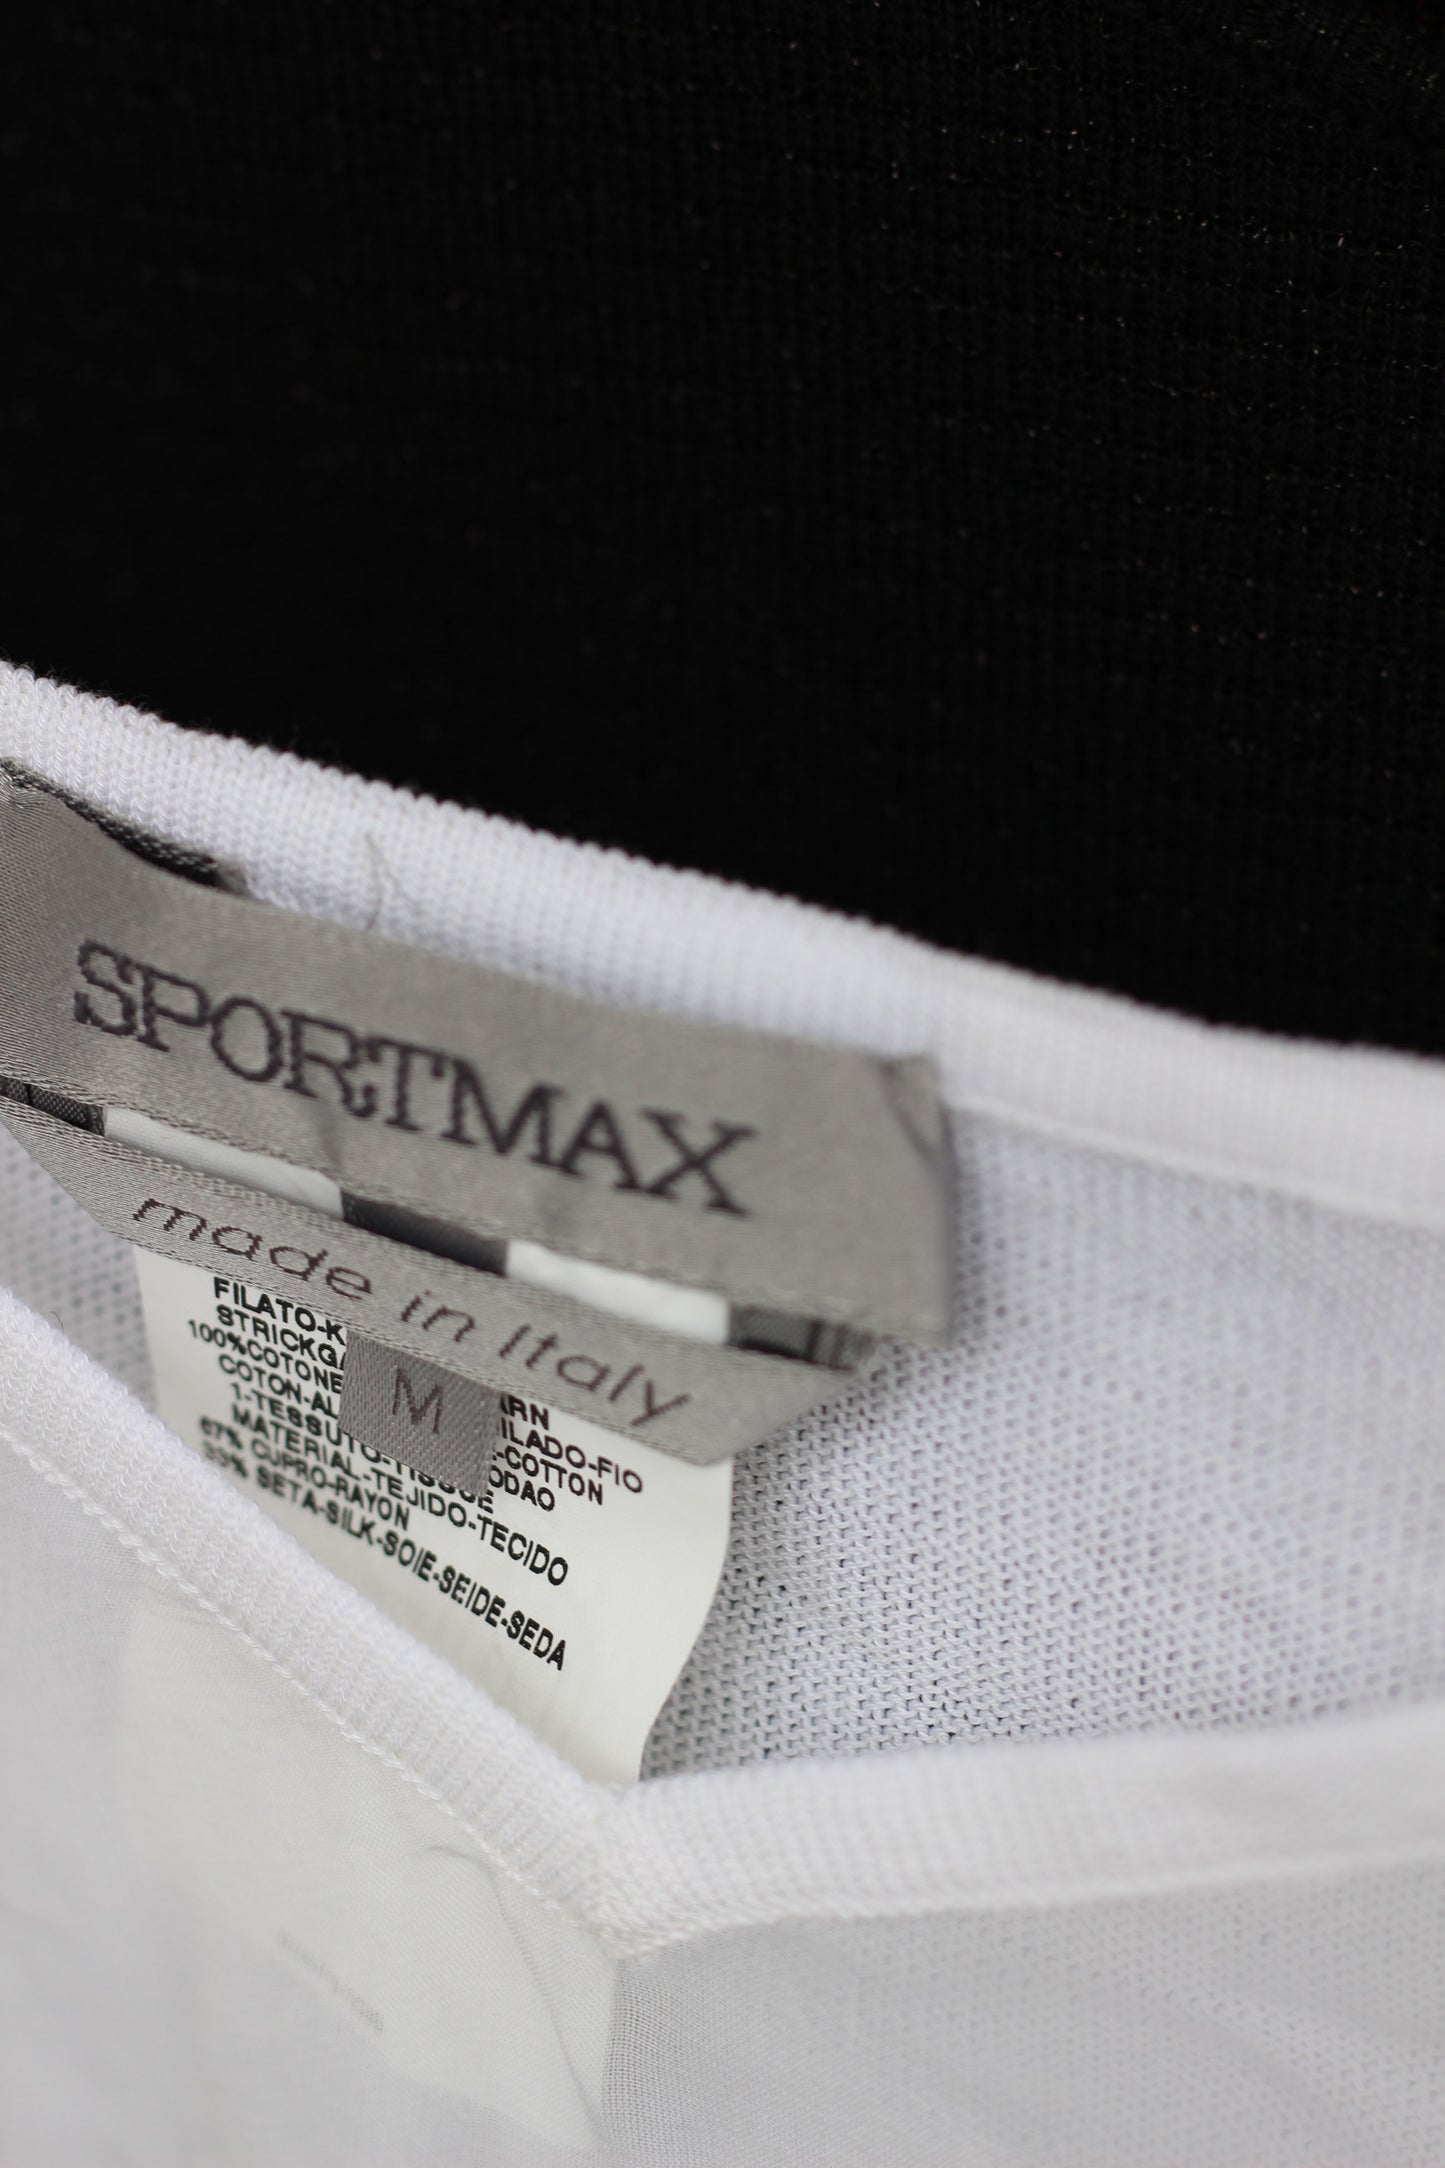 SPORTMAX
made in Italy
M
FILATO-K
STRICKGA ARN
100%COTONE ILADO-FIO
COTON-AL -COTTON
1-TESSUTO-TISSUE ODAO
MATERIAL-TEJIDO-TECIDO
67% CUPRO-RAYON
33% SETA-SILK-SOIE-SEIDE-SEDA